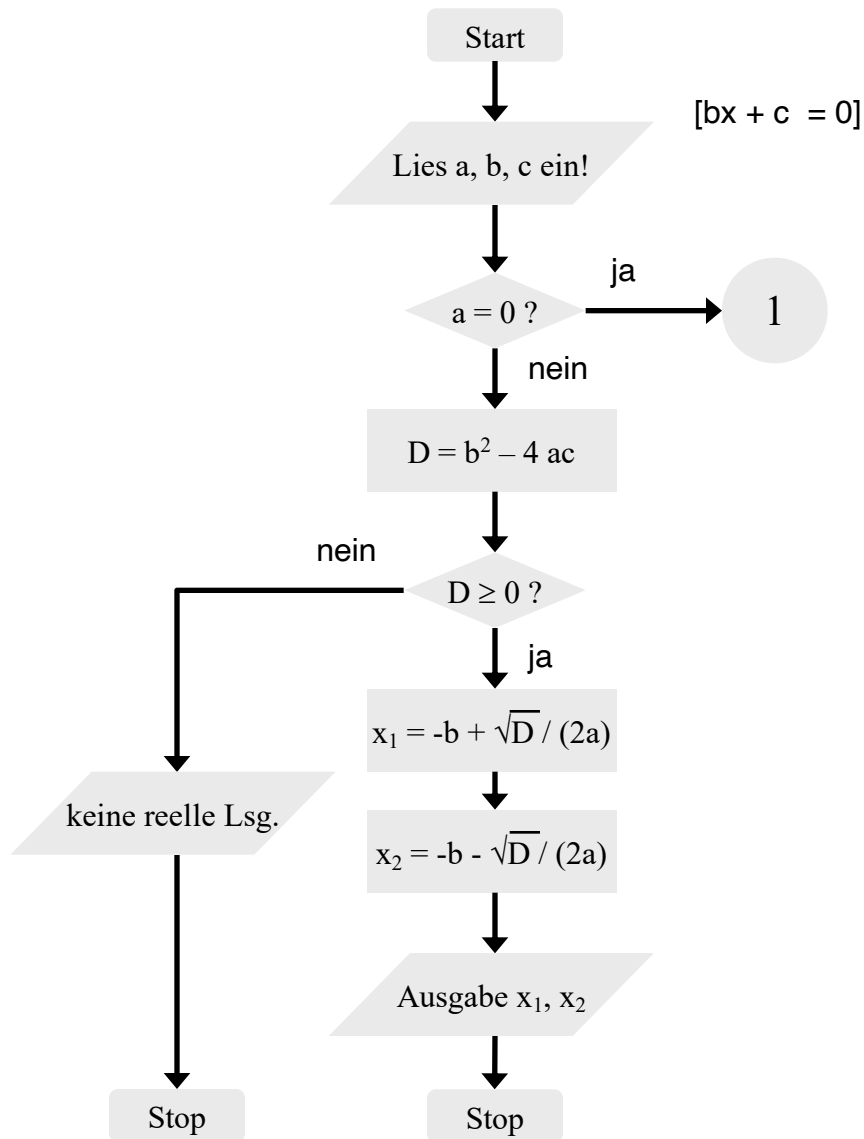 Start
[bx + c  = 0]
Lies a, b, c ein!
ja
a = 0 ?
1
nein
D = b² – 4 ac
nein
D ≥ 0 ?
ja
x₁ = -b + √D / (2a)
keine reelle Lsg.
x₂ = -b - √D / (2a)
Ausgabe x₁, x₂
Stop
Stop